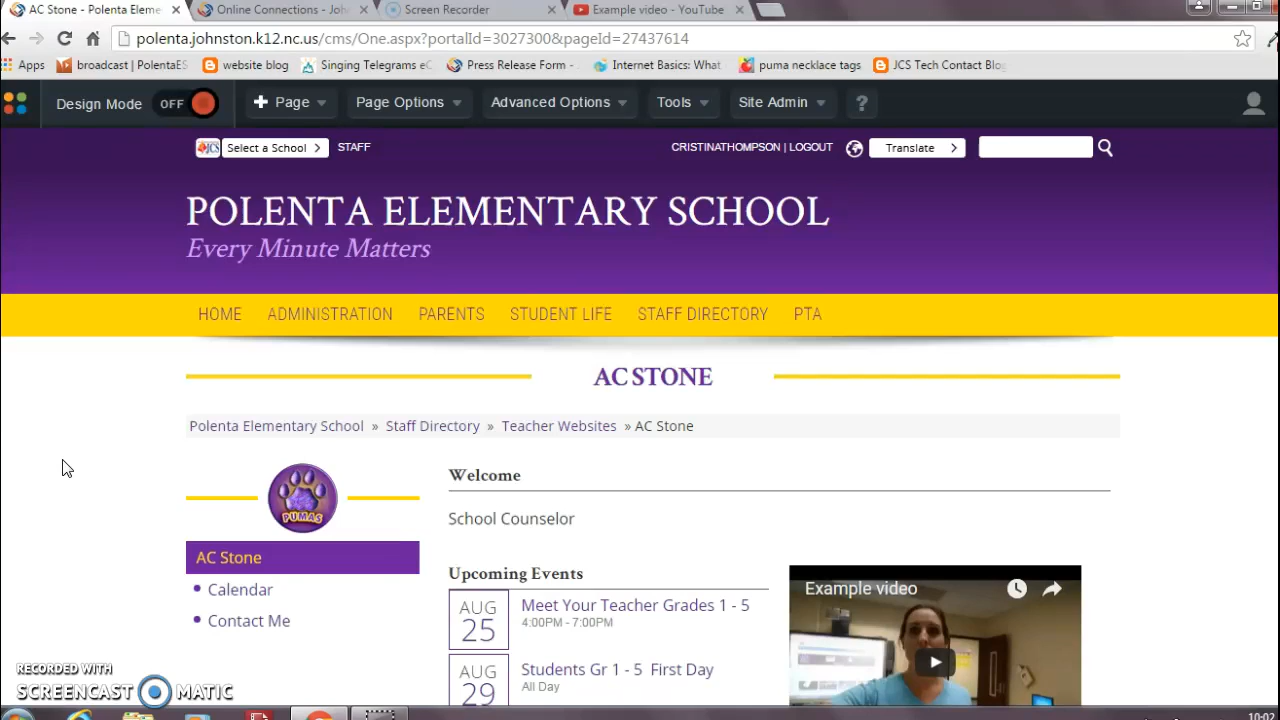 AC Stone - Polenta Eleme
Online Connections - Joh
Screen Recorder
Example video - YouTube
polenta.johnston.k12.nc.us/cms/One.aspx?portalId=3027300&pageId=27437614
Apps
broadcast | PolentaES
website blog
Singing Telegrams eC
Press Release Form -
Internet Basics: What
puma necklace tags
JCS Tech Contact Blog
Design Mode
OFF
Page
Page Options
Advanced Options
Tools
Site Admin
?
JCS
Select a School
STAFF
CRISTINATHOMPSON | LOGOUT
Translate
POLENTA ELEMENTARY SCHOOL
Every Minute Matters
HOME
ADMINISTRATION
PARENTS
STUDENT LIFE
STAFF DIRECTORY
PTA
AC STONE
Polenta Elementary School » Staff Directory » Teacher Websites » AC Stone
PUMAS
AC Stone
Calendar
Contact Me
Welcome
School Counselor
Upcoming Events
AUG
25
Meet Your Teacher Grades 1 - 5
4:00PM - 7:00PM
AUG
29
Students Gr 1 - 5 First Day
All Day
Example video
RECORDED WITH
SCREENCAST MATIC
10:02